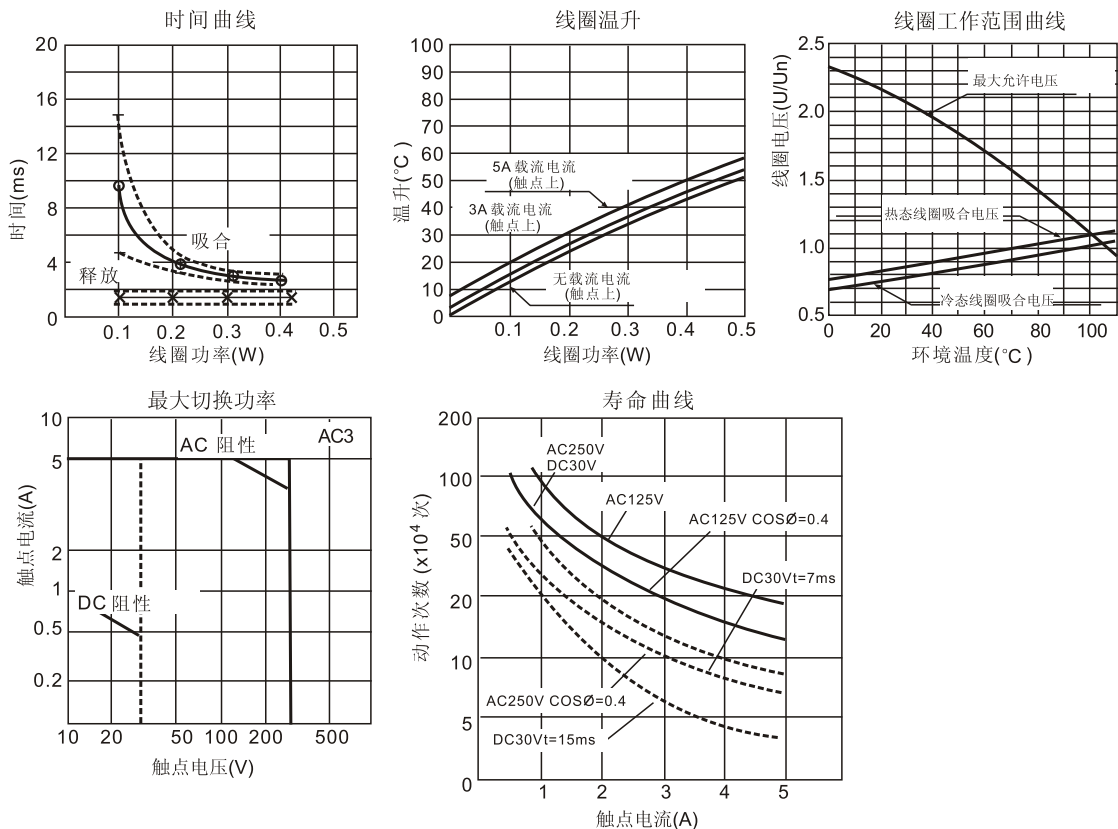 时间曲线
时间(ms)
20
16
12
8
4
0
吸合
释放
0.1 0.2 0.3 0.4 0.5
线圈功率(W)
线圈温升
温升(°C)
100
90
80
70
60
50
40
30
20
10
0
5A 载流电流
(触点上)
3A 载流电流
(触点上)
无载流电流
(触点上)
0.1 0.2 0.3 0.4 0.5
线圈功率(W)
线圈工作范围曲线
线圈电压(U/Un)
2.5
2.0
1.5
1.0
0.5
最大允许电压
热态线圈吸合电压
冷态线圈吸合电压
0 20 40 60 80 100
环境温度(°C)
最大切换功率
触点电流(A)
10
5
2
1
0.5
0.2
AC 阻性
AC3
DC 阻性
10 20 50 100 200 500
触点电压(V)
寿命曲线
动作次数 (x10⁴ 次)
200
100
50
20
10
5
0
AC250V
DC30V
AC125V
AC125V COSØ=0.4
DC30Vt=7ms
AC250V COSØ=0.4
DC30Vt=15ms
1 2 3 4 5
触点电流(A)